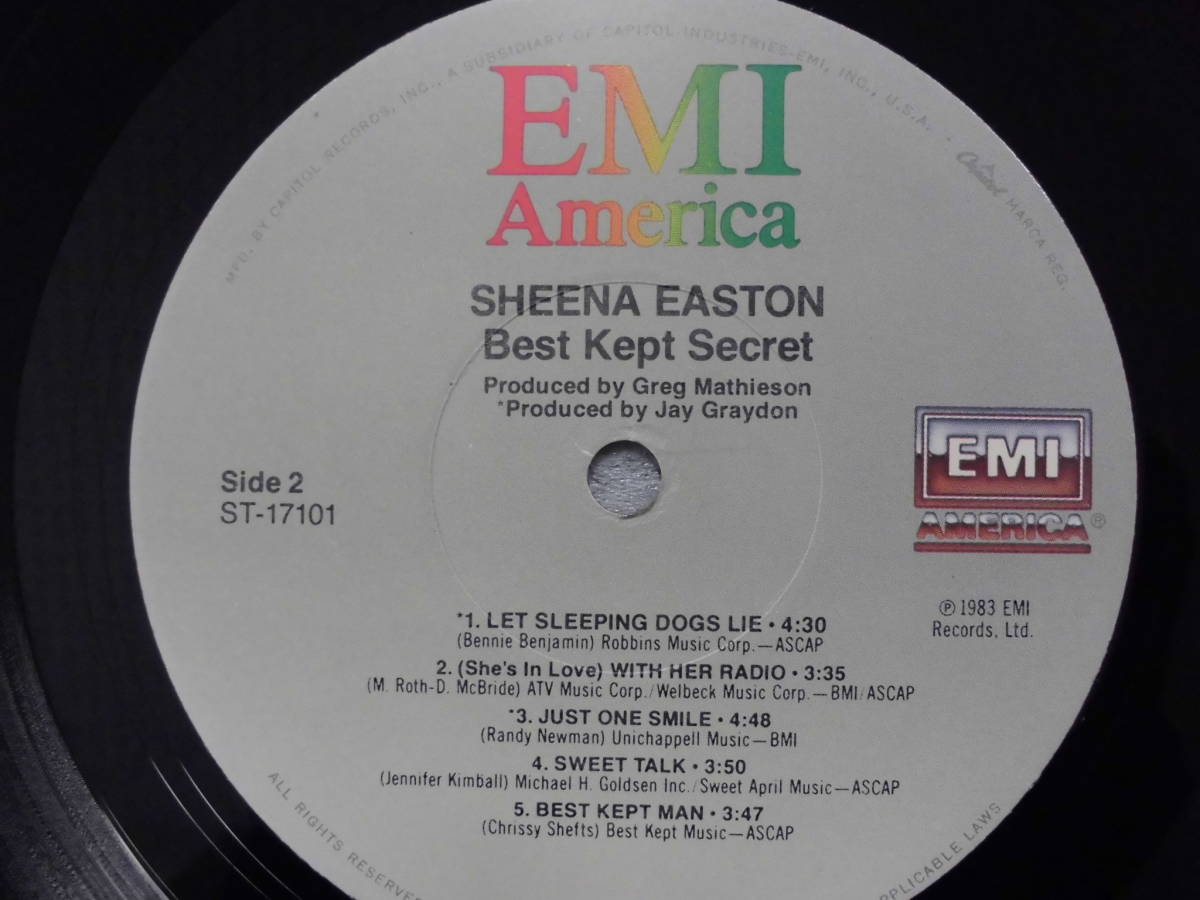 MFD. BY CAPITOL RECORDS, INC., A SUBSIDIARY OF CAPITOL INDUSTRIES-EMI, INC., U.S.A. • Capitol MARCA REG.
EMI
America
SHEENA EASTON
Best Kept Secret
Produced by Greg Mathieson
*Produced by Jay Graydon
Side 2
ST-17101
EMI
AMERICA®
℗ 1983 EMI
Records, Ltd.
*1. LET SLEEPING DOGS LIE • 4:30
(Bennie Benjamin) Robbins Music Corp.—ASCAP
2. (She's In Love) WITH HER RADIO • 3:35
(M. Roth-D. McBride) ATV Music Corp./Welbeck Music Corp.—BMI/ASCAP
*3. JUST ONE SMILE • 4:48
(Randy Newman) Unichappell Music—BMI
4. SWEET TALK • 3:50
(Jennifer Kimball) Michael H. Goldsen Inc./Sweet April Music—ASCAP
5. BEST KEPT MAN • 3:47
(Chrissy Shefts) Best Kept Music—ASCAP
ALL RIGHTS RESERVE
PPLICABLE LAWS